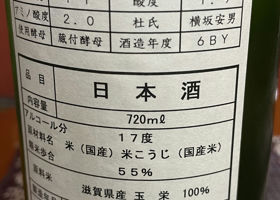 酸度
アミノ酸度 2.0 杜氏 横坂安男
使用酵母 蔵付酵母 酒造年度 6BY
品目 日本酒
内容量 720ml
アルコール分 17度
原材料名 米(国産)米こうじ(国産米)
精米歩合 55%
原料米 滋賀県産 玉栄 100%